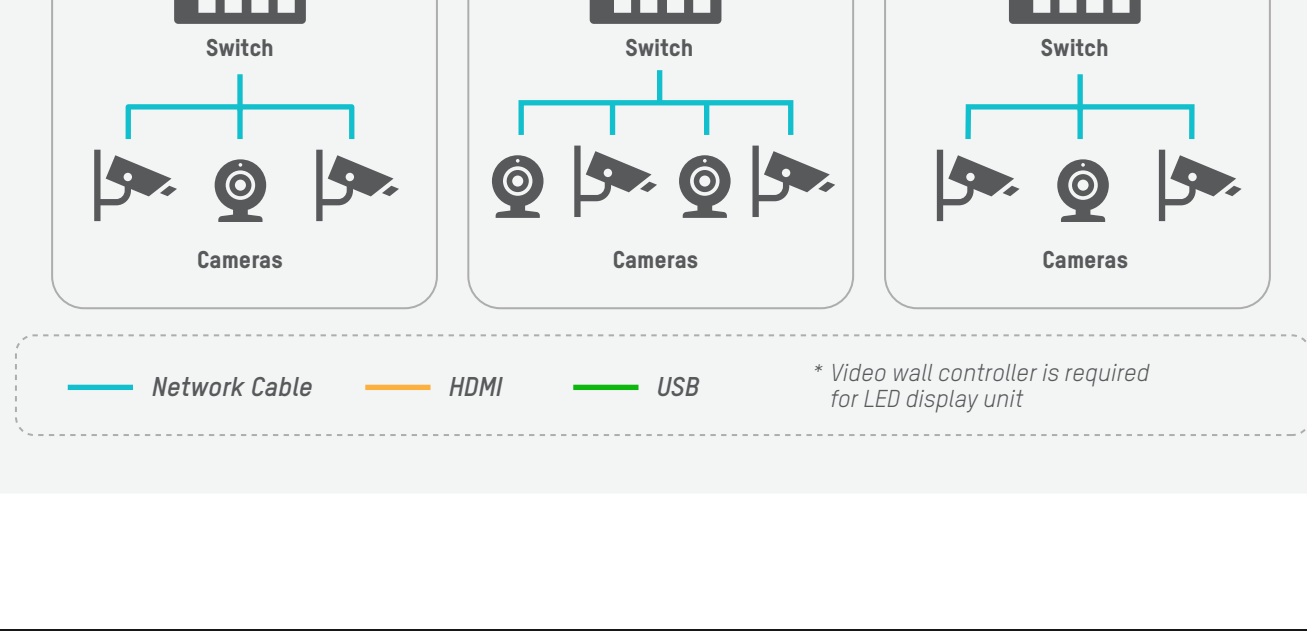 Switch
Switch
Switch
Cameras
Cameras
Cameras
Network Cable
HDMI
USB
* Video wall controller is required
for LED display unit